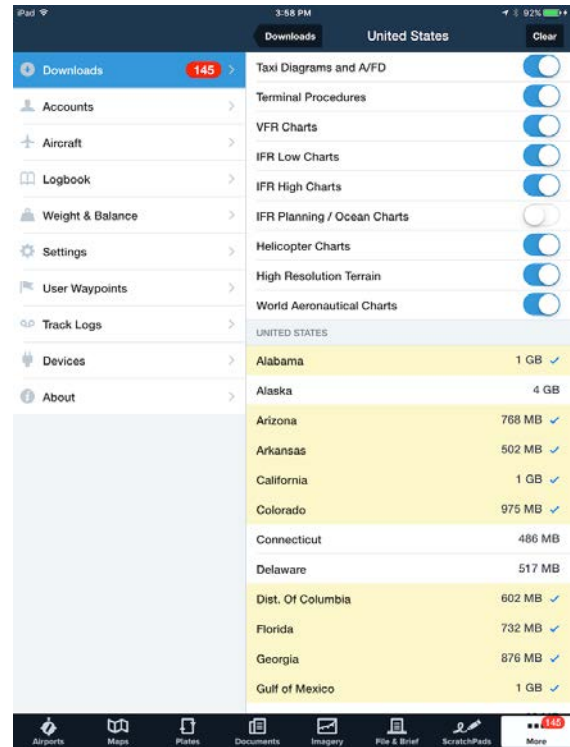 iPad 3:58 PM 92%
Downloads United States Clear
Downloads 145
Accounts
Aircraft
Logbook
Weight & Balance
Settings
User Waypoints
Track Logs
Devices
About
Taxi Diagrams and A/FD
Terminal Procedures
VFR Charts
IFR Low Charts
IFR High Charts
IFR Planning / Ocean Charts
Helicopter Charts
High Resolution Terrain
World Aeronautical Charts
UNITED STATES
Alabama 1 GB
Alaska 4 GB
Arizona 768 MB
Arkansas 502 MB
California 1 GB
Colorado 975 MB
Connecticut 486 MB
Delaware 517 MB
Dist. Of Columbia 602 MB
Florida 732 MB
Georgia 876 MB
Gulf of Mexico 1 GB
145
Airports Maps Plates Documents Imagery File & Brief ScratchPads More